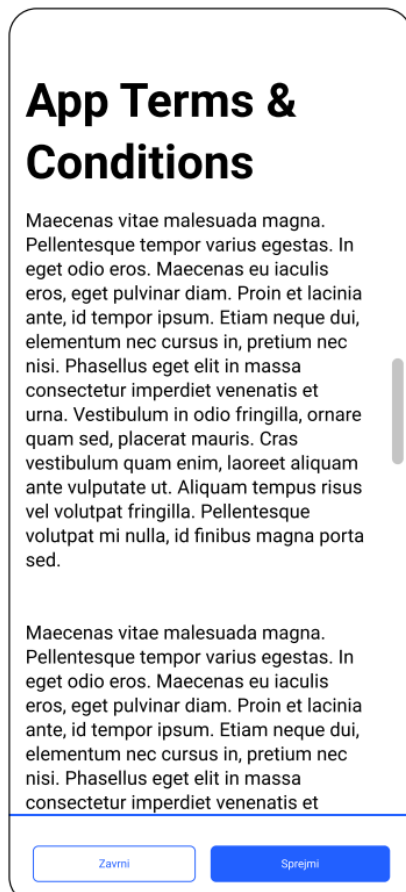 App Terms &
Conditions
Maecenas vitae malesuada magna.
Pellentesque tempor varius egestas. In
eget odio eros. Maecenas eu iaculis
eros, eget pulvinar diam. Proin et lacinia
ante, id tempor ipsum. Etiam neque dui,
elementum nec cursus in, pretium nec
nisi. Phasellus eget elit in massa
consectetur imperdiet venenatis et
urna. Vestibulum in odio fringilla, ornare
quam sed, placerat mauris. Cras
vestibulum quam enim, laoreet aliquam
ante vulputate ut. Aliquam tempus risus
vel volutpat fringilla. Pellentesque
volutpat mi nulla, id finibus magna porta
sed.
Maecenas vitae malesuada magna.
Pellentesque tempor varius egestas. In
eget odio eros. Maecenas eu iaculis
eros, eget pulvinar diam. Proin et lacinia
ante, id tempor ipsum. Etiam neque dui,
elementum nec cursus in, pretium nec
nisi. Phasellus eget elit in massa
consectetur imperdiet venenatis et
Zavrni
Sprejmi